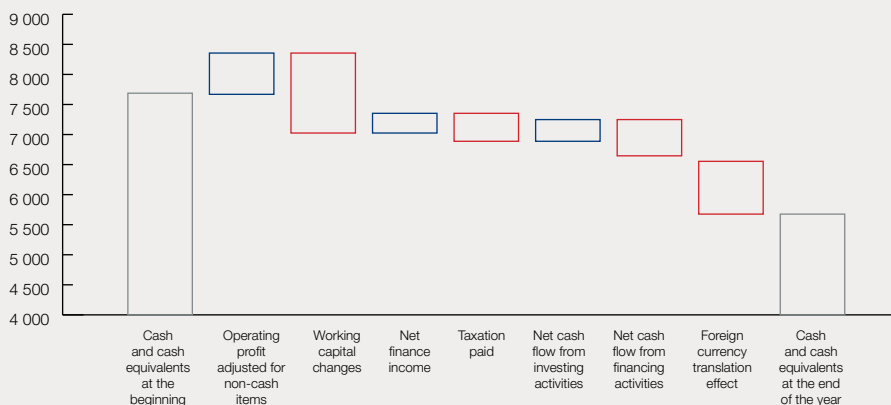 9 000
8 500
8 000
7 500
7 000
6 500
6 000
5 500
5 000
4 500
4 000
Cash
and cash
equivalents
at the
beginning
Operating
profit
adjusted for
non-cash
items
Working
capital
changes
Net
finance
income
Taxation
paid
Net cash
flow from
investing
activities
Net cash
flow from
financing
activities
Foreign
currency
translation
effect
Cash
and cash
equivalents
at the end
of the year